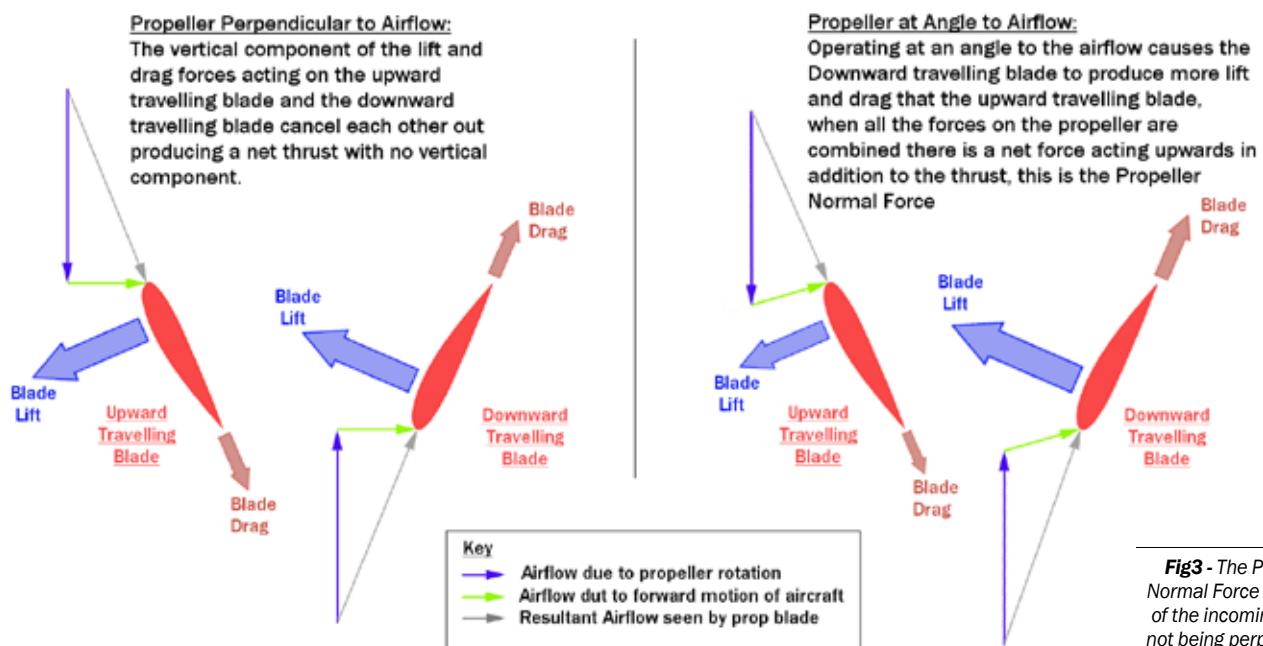 Propeller Perpendicular to Airflow:
The vertical component of the lift and
drag forces acting on the upward
travelling blade and the downward
travelling blade cancel each other out
producing a net thrust with no vertical
component.
Blade
Drag
Blade
Lift
Blade
Lift
Upward
Travelling
Blade
Downward
Travelling
Blade
Blade
Drag
Propeller at Angle to Airflow:
Operating at an angle to the airflow causes the
Downward travelling blade to produce more lift
and drag that the upward travelling blade,
when all the forces on the propeller are
combined there is a net force acting upwards in
addition to the thrust, this is the Propeller
Normal Force
Blade
Drag
Blade
Lift
Blade
Lift
Upward
Travelling
Blade
Downward
Travelling
Blade
Blade
Drag
Key
Airflow due to propeller rotation
Airflow dut to forward motion of aircraft
Resultant Airflow seen by prop blade
Fig3 - The P
Normal Force
of the incomin
not being perp